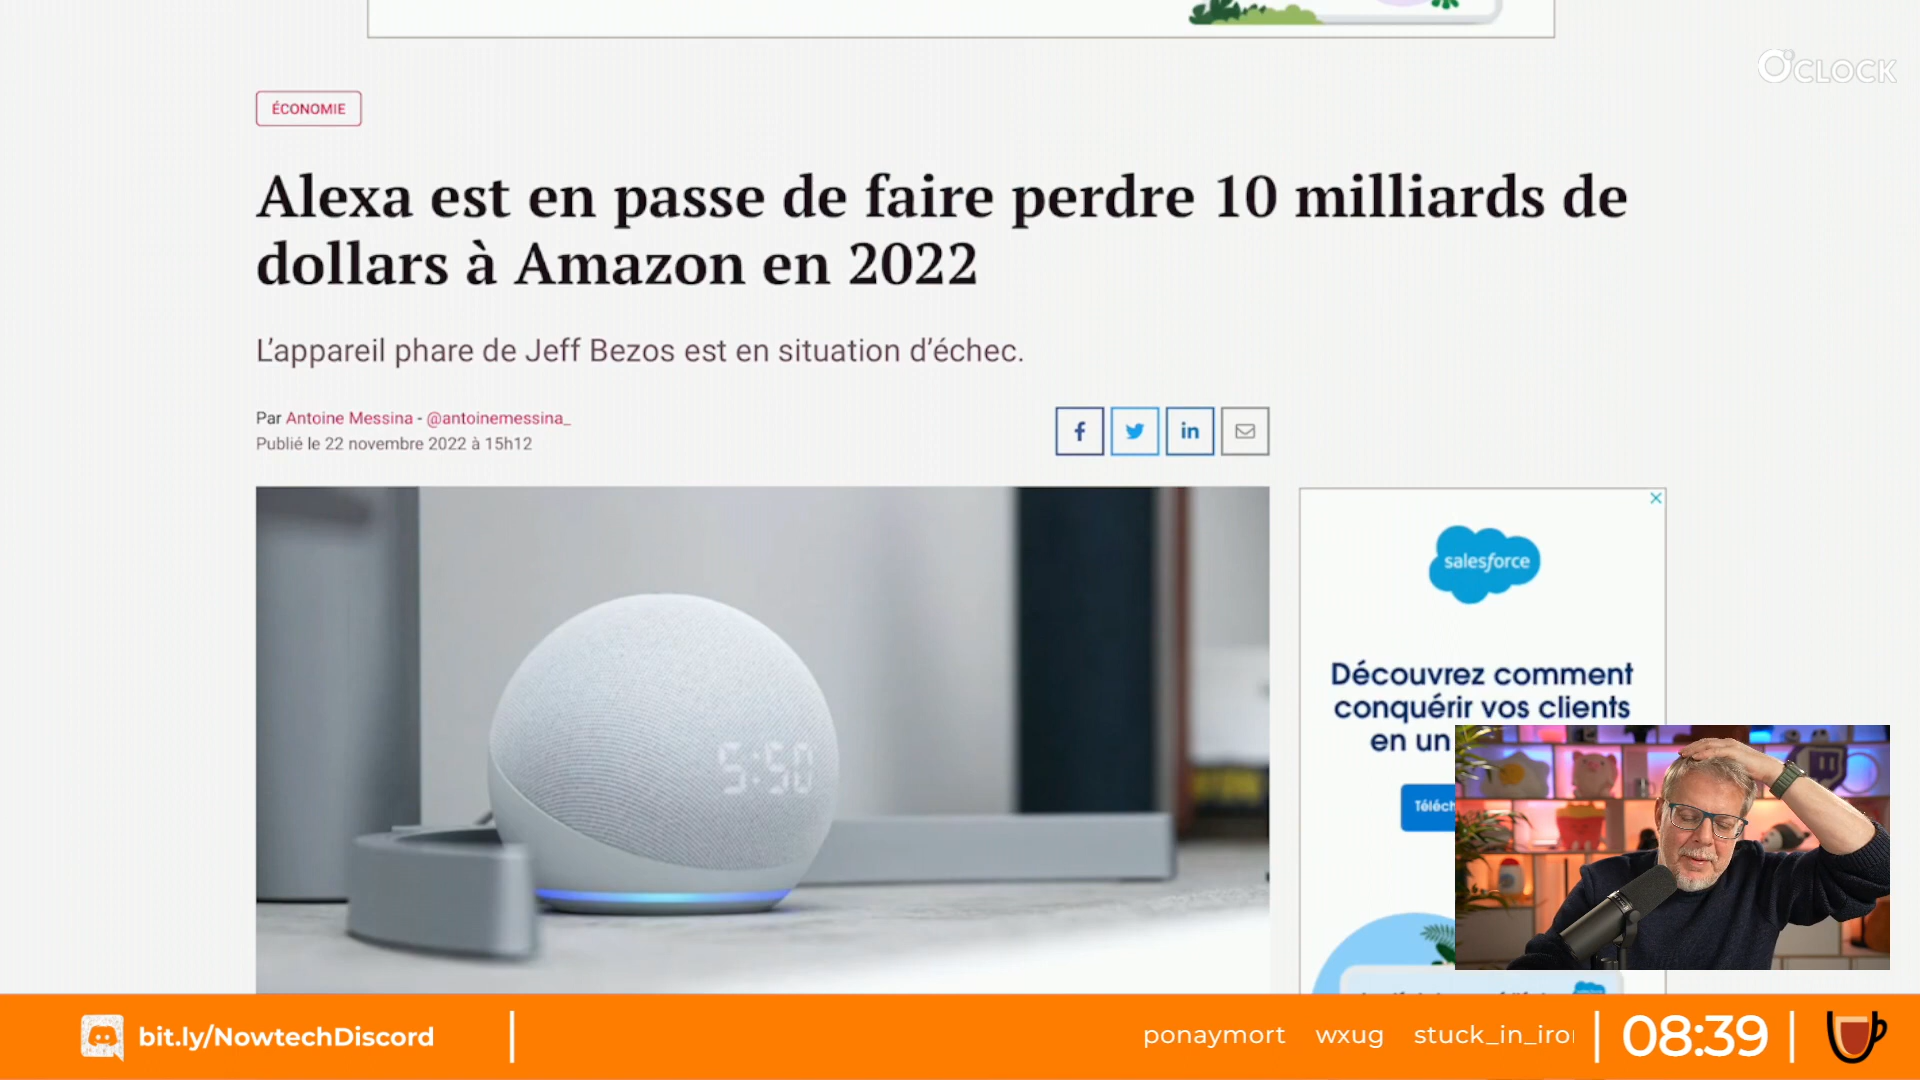 O'CLOCK
ÉCONOMIE
Alexa est en passe de faire perdre 10 milliards de
dollars à Amazon en 2022
L'appareil phare de Jeff Bezos est en situation d'échec.
Par Antoine Messina - @antoinemessina_
Publié le 22 novembre 2022 à 15h12
f
in
5:50
salesforce
Découvrez comment
conquérir vos clients
en un
Téléch
bit.ly/NowtechDiscord
ponaymort wxug stuck_in_iro
08:39